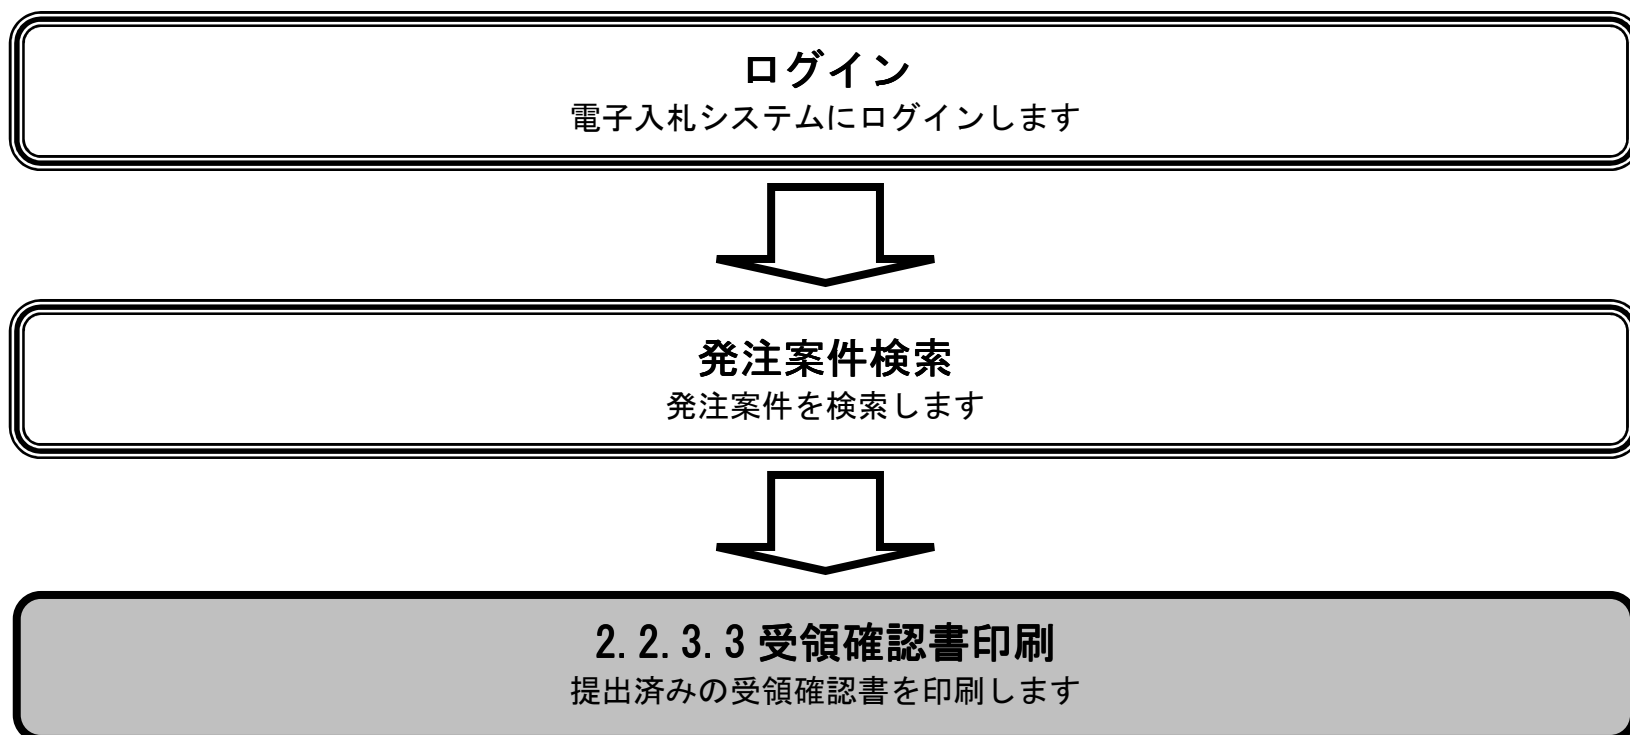 ログイン
電子入札システムにログインします
発注案件検索
発注案件を検索します
2.2.3.3 受領確認書印刷
提出済みの受領確認書を印刷します